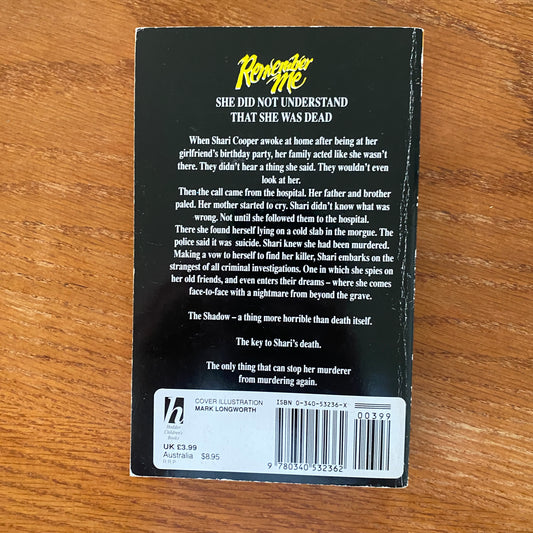 Remember
Me
SHE DID NOT UNDERSTAND
THAT SHE WAS DEAD
When Shari Cooper awoke at home after being at her
girlfriend's birthday party, her family acted like she wasn't
there. They didn't hear a thing she said. They wouldn't even
look at her.
Then the call came from the hospital. Her father and brother
paled. Her mother started to cry. Shari didn't know what was
wrong. Not until she followed them to the hospital.
There she found herself lying on a cold slab in the morgue. The
police said it was suicide. Shari knew she had been murdered.
Making a vow to herself to find her killer, Shari embarks on the
strangest of all criminal investigations. One in which she spies on
her old friends, and even enters their dreams – where she comes
face-to-face with a nightmare from beyond the grave.
The Shadow – a thing more horrible than death itself.
The key to Shari's death.
The only thing that can stop her murderer
from murdering again.
h
Hodder
Children's
Books
COVER ILLUSTRATION
MARK LONGWORTH
UK £3.99
Australia $8.95
R.R.P.
ISBN 0-340-53236-X
00399
9 780340 532362